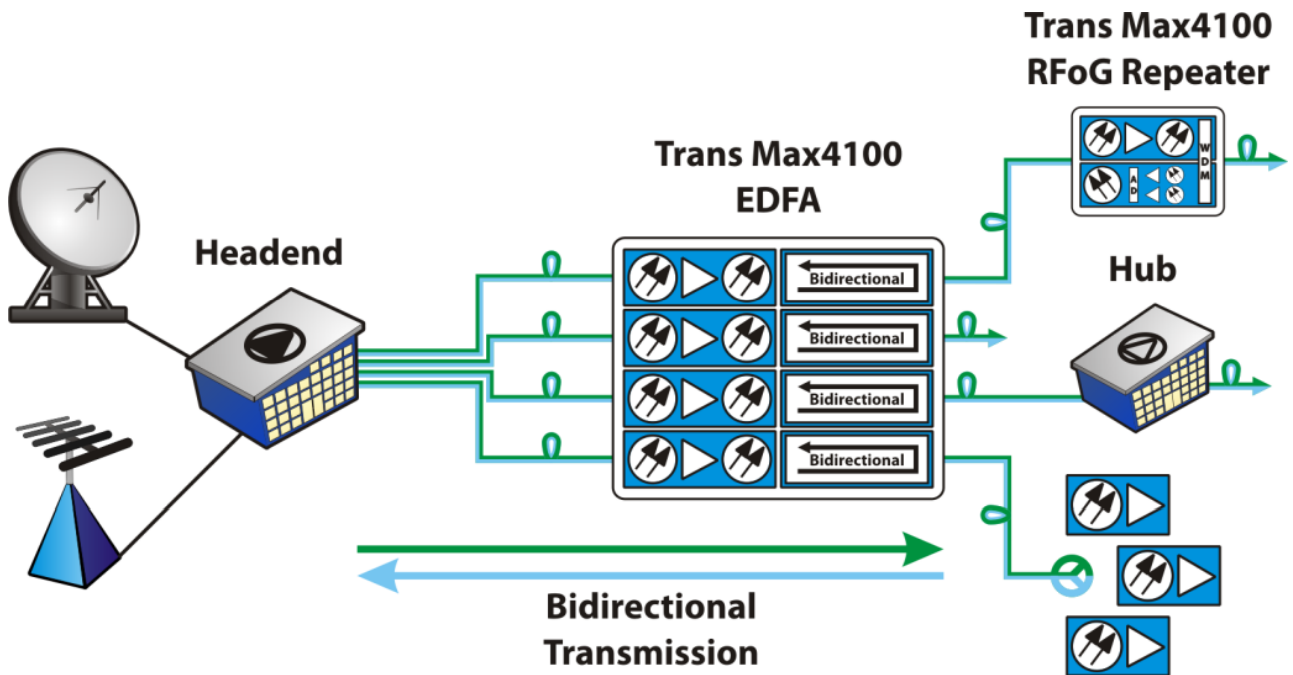 Trans Max4100
RFoG Repeater
WDM
AD
Trans Max4100
EDFA
Headend
Hub
Bidirectional
Bidirectional
Bidirectional
Bidirectional
Bidirectional
Transmission